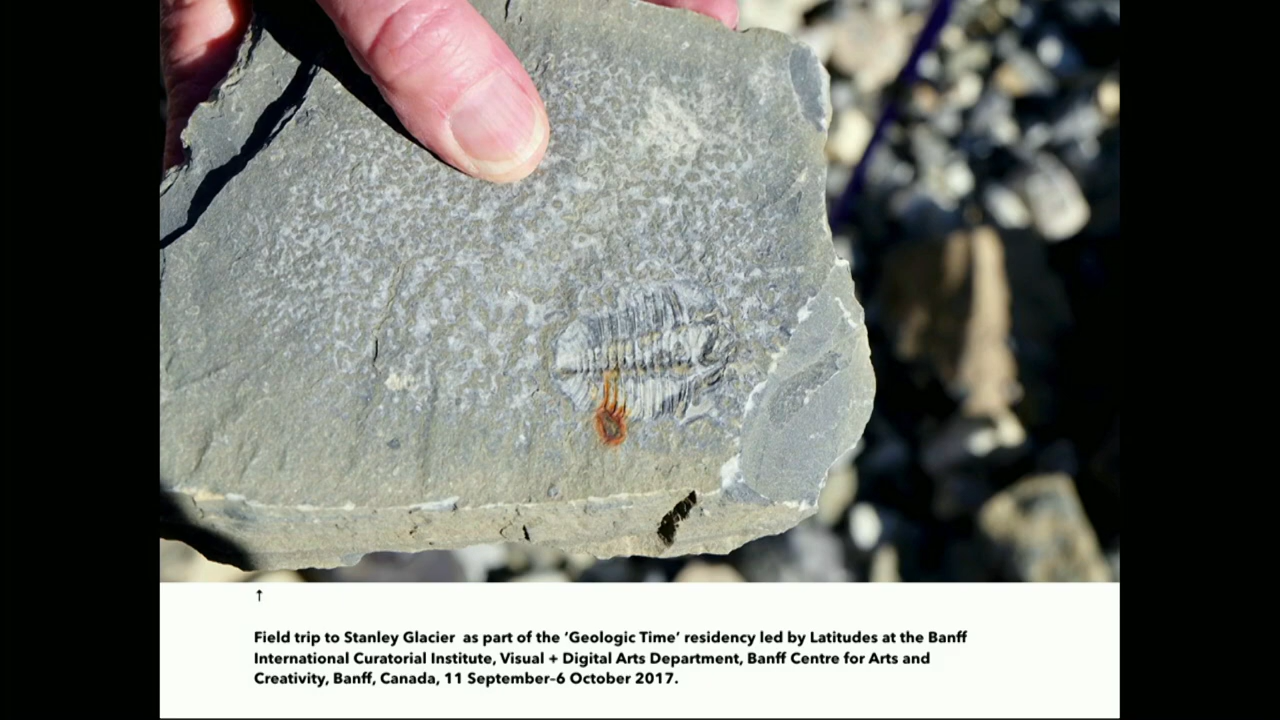 ↑
Field trip to Stanley Glacier  as part of the ‘Geologic Time’ residency led by Latitudes at the Banff
International Curatorial Institute, Visual + Digital Arts Department, Banff Centre for Arts and
Creativity, Banff, Canada, 11 September–6 October 2017.